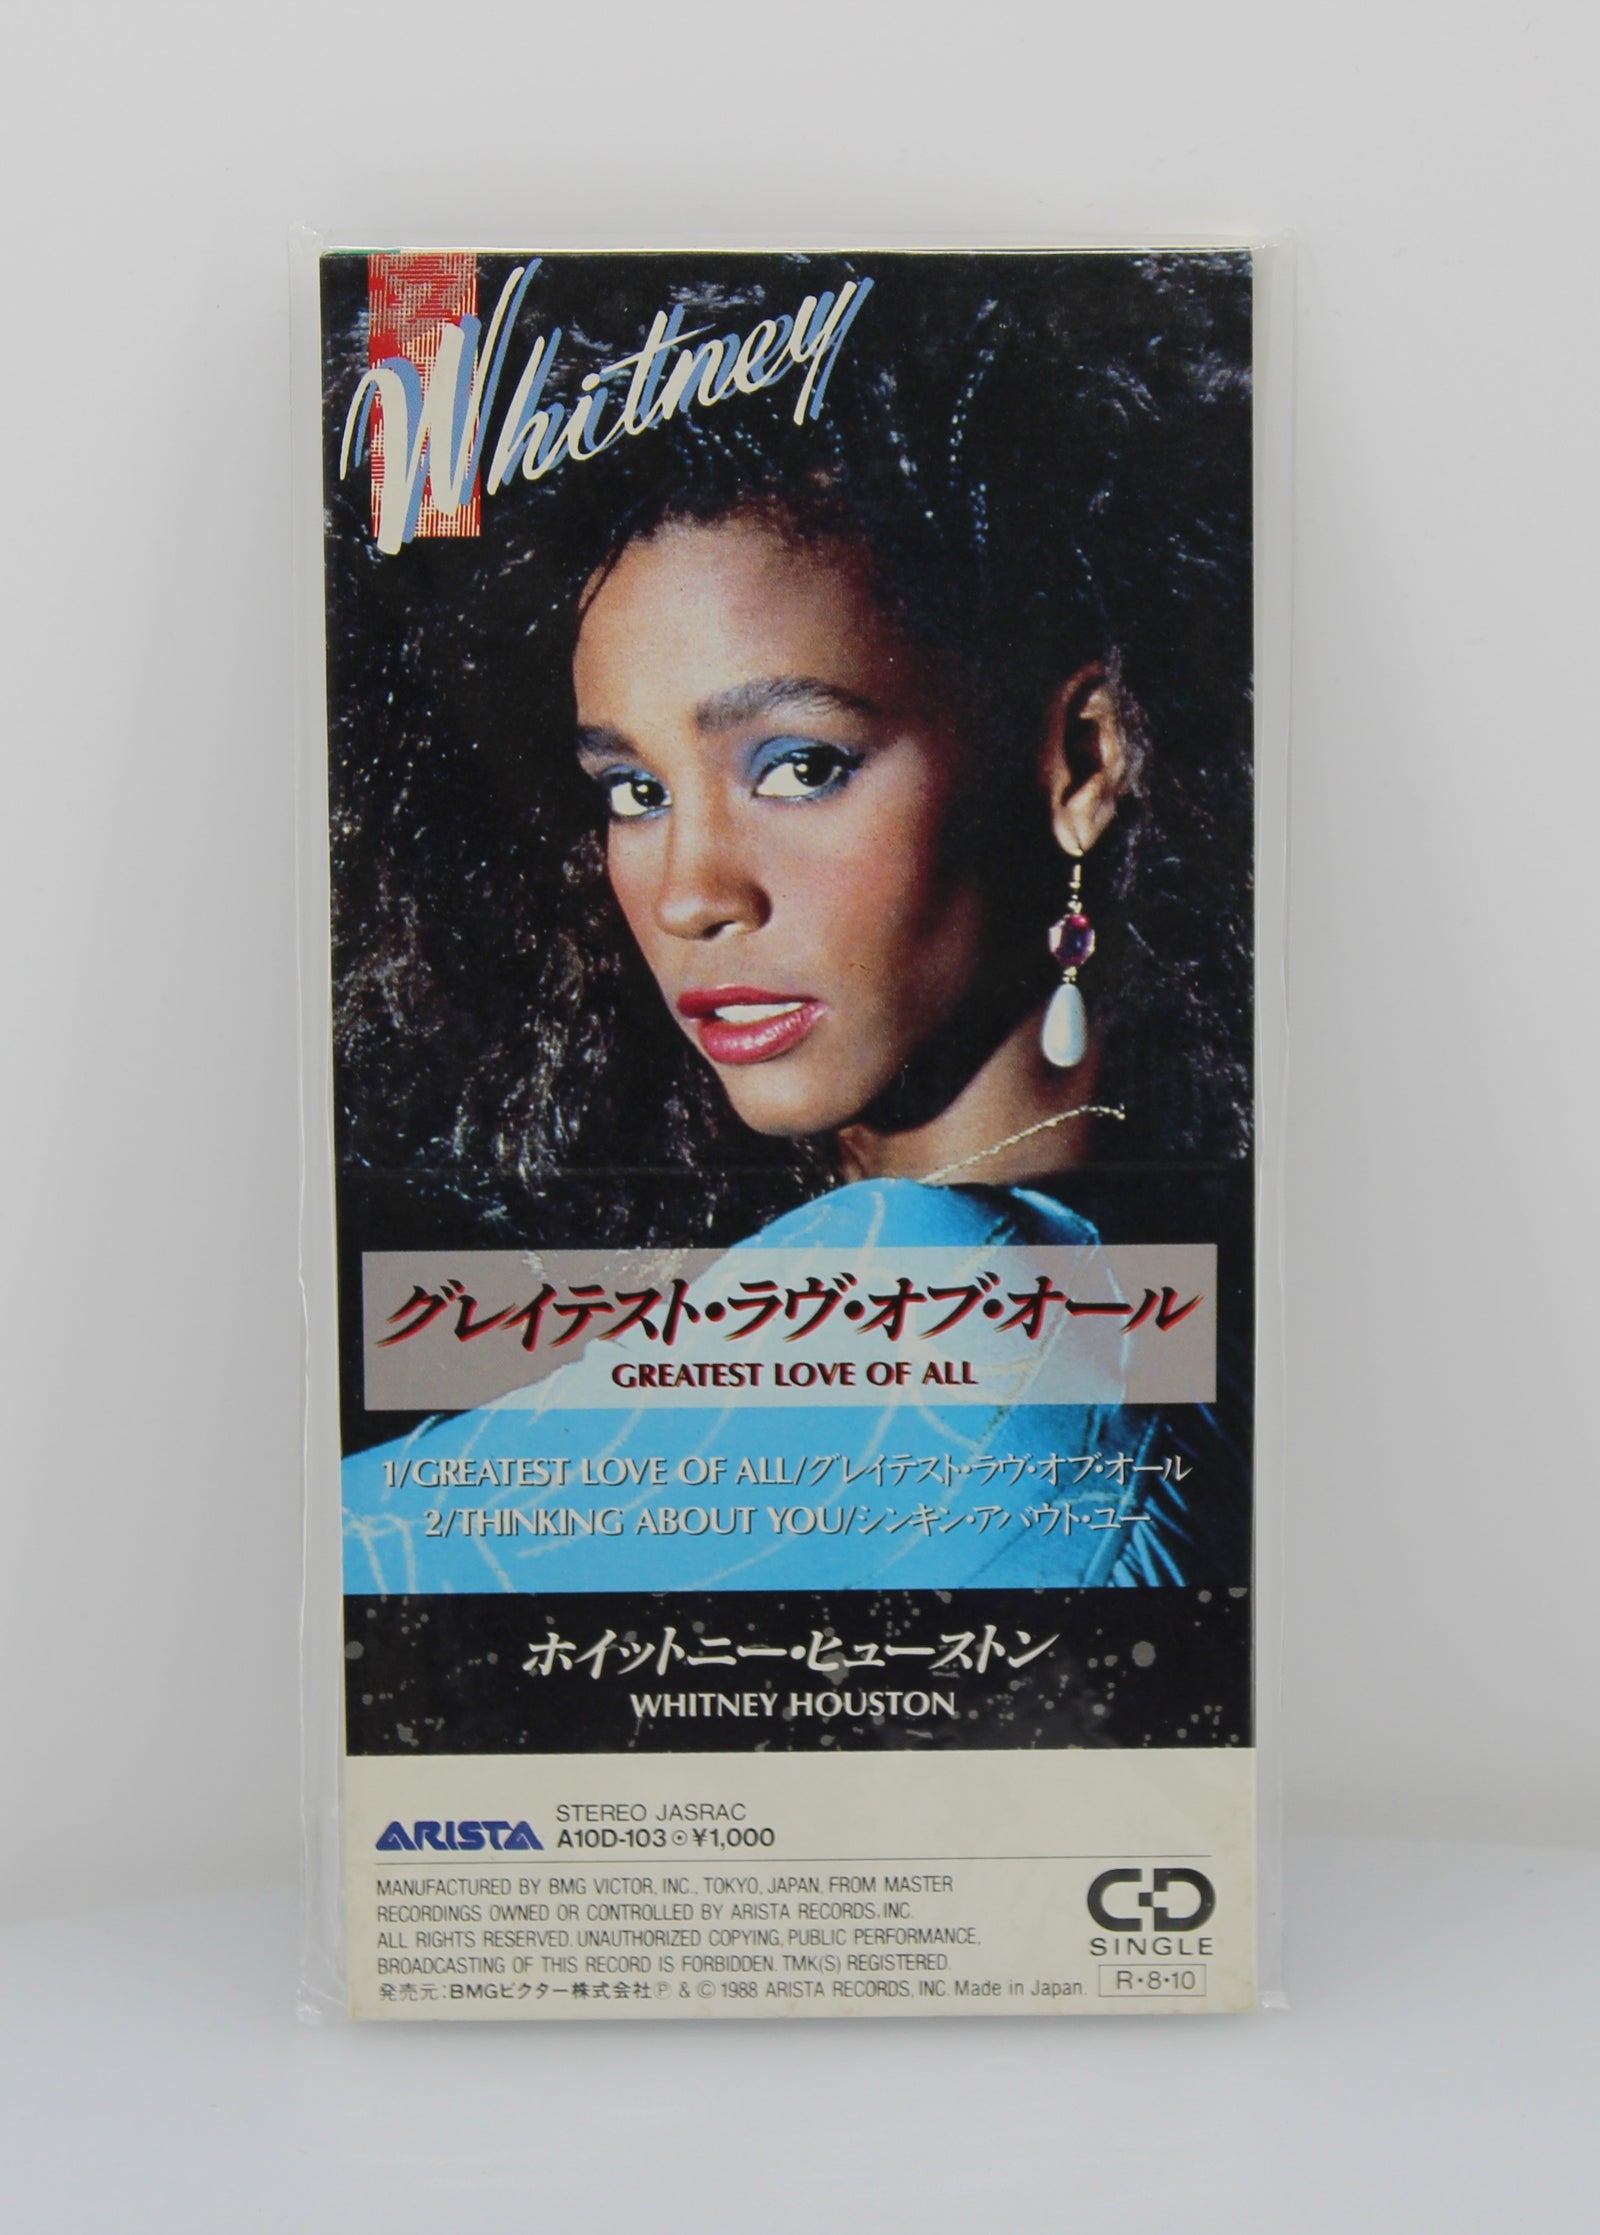 Whitney
グレイテスト・ラヴ・オブ・オール
GREATEST LOVE OF ALL
1/GREATEST LOVE OF ALL/グレイテスト・ラヴ・オブ・オール
2/THINKING ABOUT YOU/シンキン・アバウト・ユー
ホイットニー・ヒューストン
WHITNEY HOUSTON
ARISTA
STEREO JASRAC
A10D-103⊙¥1,000
MANUFACTURED BY BMG VICTOR, INC., TOKYO, JAPAN, FROM MASTER
RECORDINGS OWNED OR CONTROLLED BY ARISTA RECORDS, INC.
ALL RIGHTS RESERVED. UNAUTHORIZED COPYING, PUBLIC PERFORMANCE,
BROADCASTING OF THIS RECORD IS FORBIDDEN. TMK(S) REGISTERED.
発売元:BMGビクター株式会社Ⓟ & © 1988 ARISTA RECORDS, INC. Made in Japan.
CD
SINGLE
R・8・10